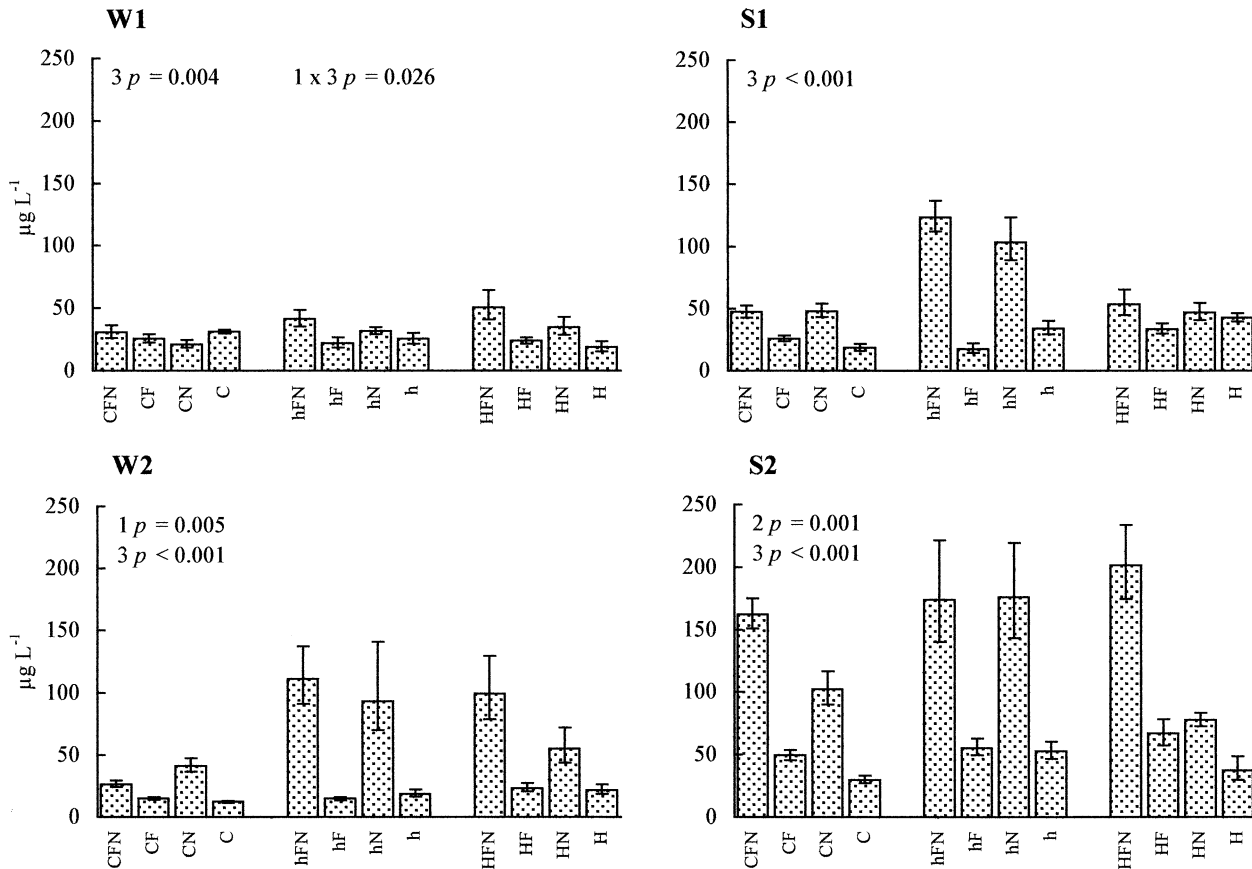 W1
250
200
150
100
50
0
µg L⁻¹
3 p = 0.004 1 x 3 p = 0.026
CFN CF CN C hFN hF hN h HFN HF HN H
S1
250
200
150
100
50
0
3 p < 0.001
CFN CF CN C hFN hF hN h HFN HF HN H
W2
250
200
150
100
50
0
µg L⁻¹
1 p = 0.005
3 p < 0.001
CFN CF CN C hFN hF hN h HFN HF HN H
S2
250
200
150
100
50
0
2 p = 0.001
3 p < 0.001
CFN CF CN C hFN hF hN h HFN HF HN H